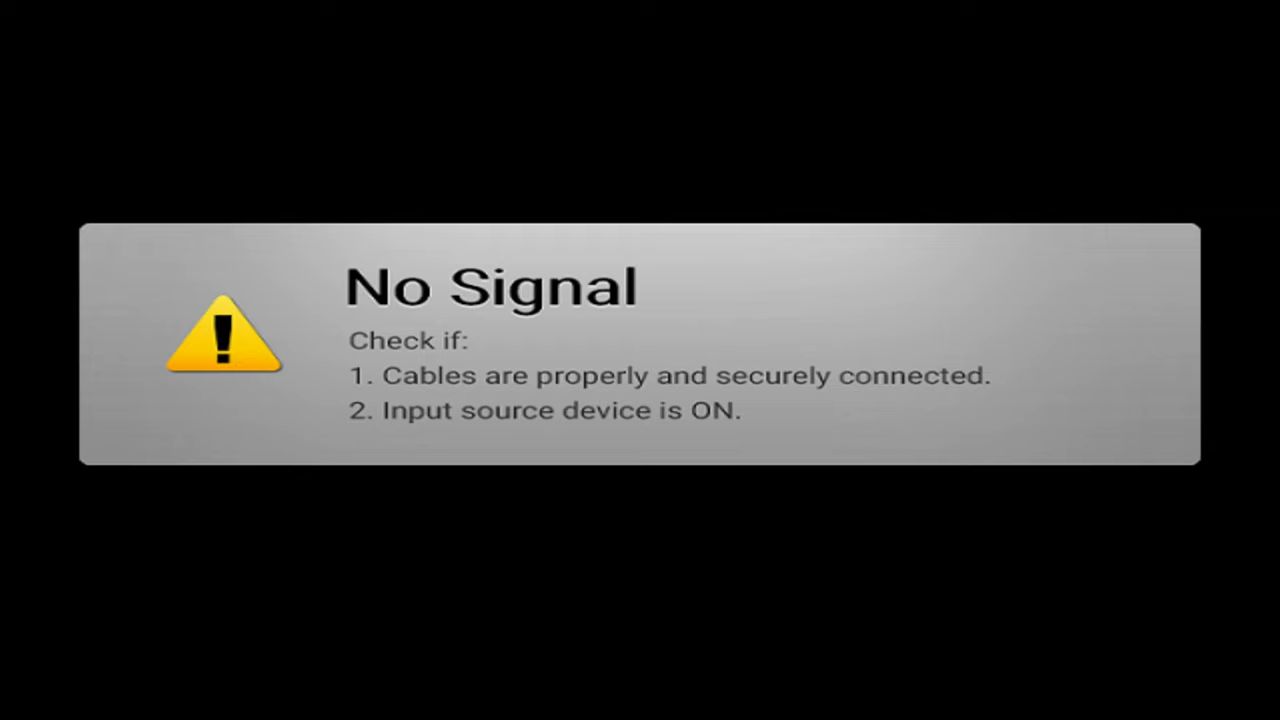 No Signal
Check if:
1. Cables are properly and securely connected.
2. Input source device is ON.